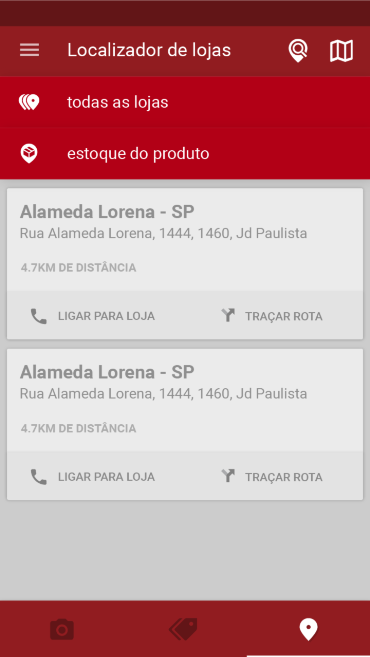 Localizador de lojas
todas as lojas
estoque do produto
Alameda Lorena - SP
Rua Alameda Lorena, 1444, 1460, Jd Paulista
4.7KM DE DISTÂNCIA
LIGAR PARA LOJA TRAÇAR ROTA
Alameda Lorena - SP
Rua Alameda Lorena, 1444, 1460, Jd Paulista
4.7KM DE DISTÂNCIA
LIGAR PARA LOJA TRAÇAR ROTA